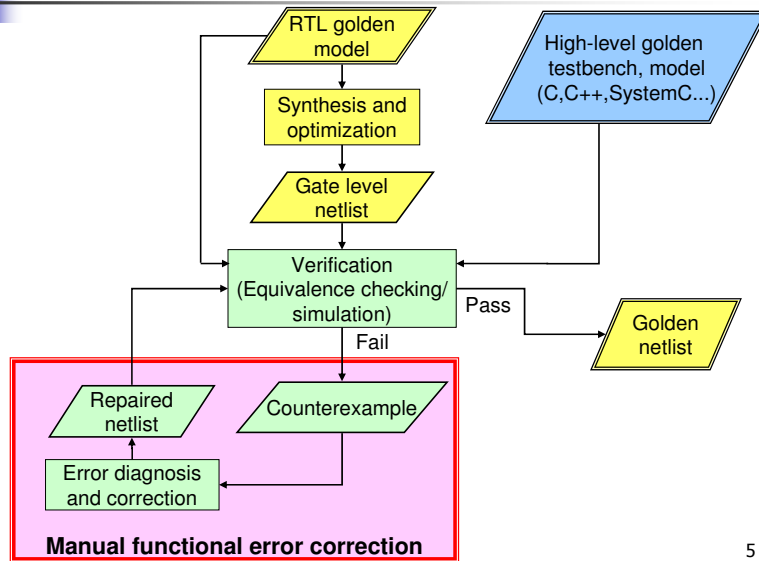 RTL golden
model
High-level golden
testbench, model
(C,C++,SystemC...)
Synthesis and
optimization
Gate level
netlist
Verification
(Equivalence checking/
simulation)
Pass
Golden
netlist
Fail
Repaired
netlist
Counterexample
Error diagnosis
and correction
Manual functional error correction
5